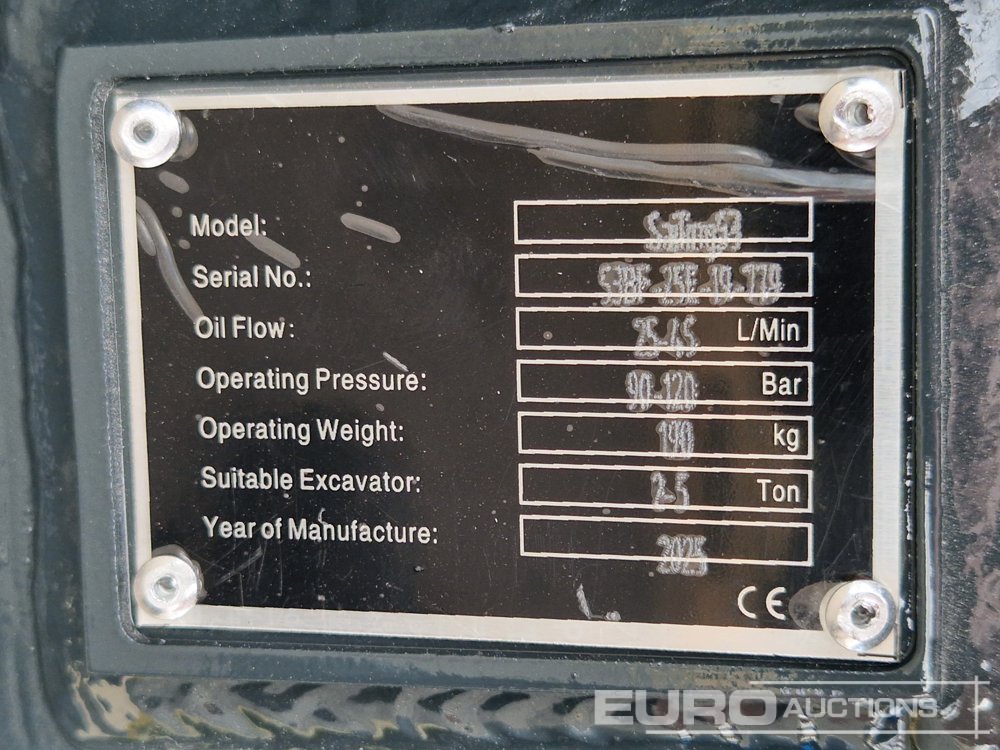 Model:
Serial No.:
Oil Flow: 25-45 L/Min
Operating Pressure: 90-120 Bar
Operating Weight: kg
Suitable Excavator: 2-5 Ton
Year of Manufacture: 2025
CE
EURO AUCTIONS